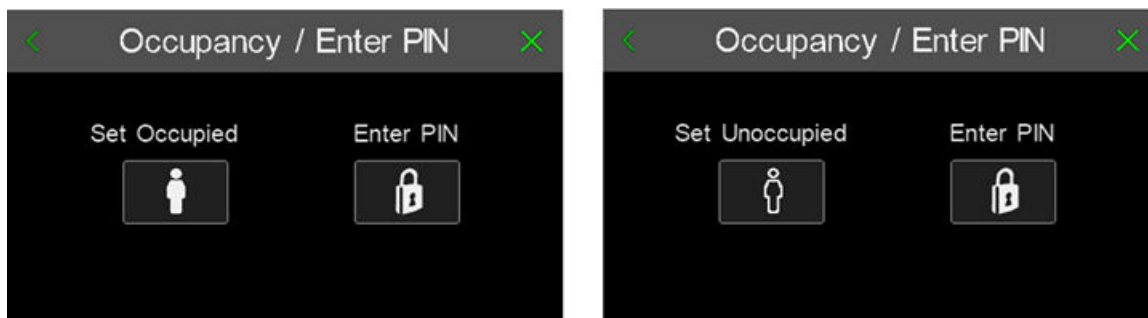 Occupancy / Enter PIN
Set Occupied
Enter PIN
Occupancy / Enter PIN
Set Unoccupied
Enter PIN